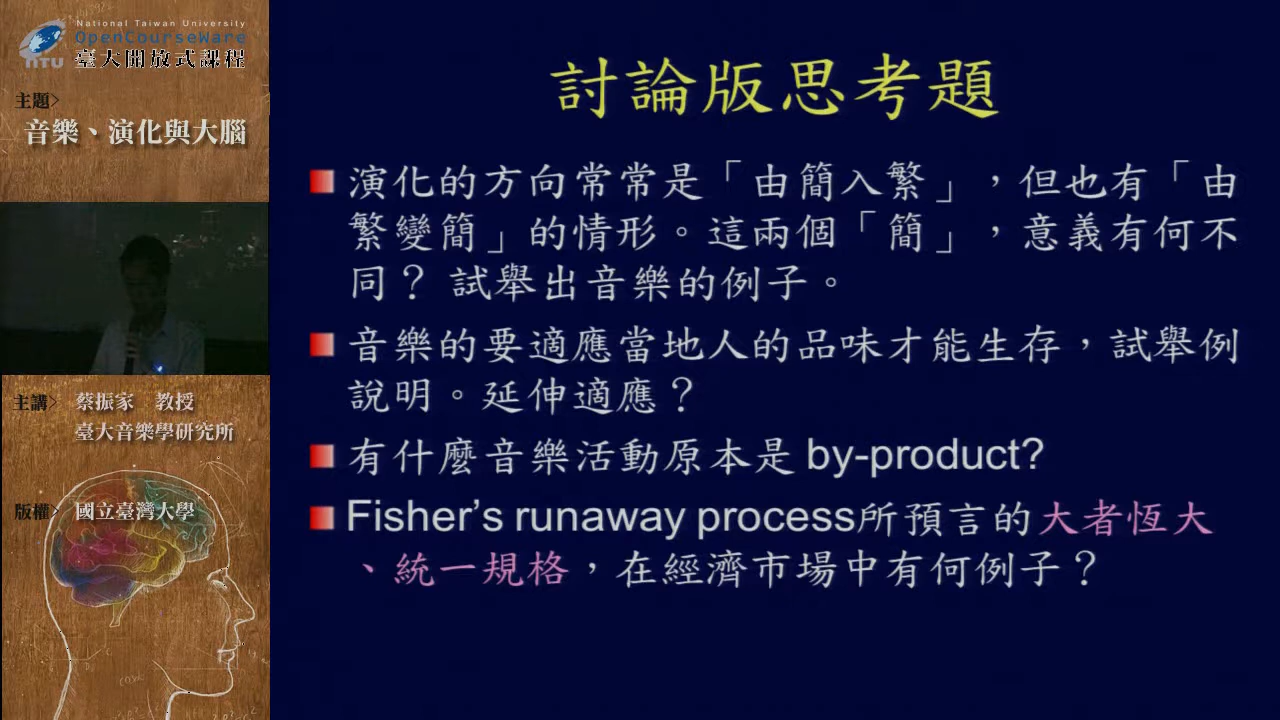 National Taiwan University
OpenCourseWare
NTU 臺大開放式課程
主題>
音樂、演化與大腦
主講> 蔡振家 教授
臺大音樂學研究所
版權> 國立臺灣大學
討論版思考題
演化的方向常常是「由簡入繁」,但也有「由
繁變簡」的情形。這兩個「簡」,意義有何不
同? 試舉出音樂的例子。
音樂的要適應當地人的品味才能生存,試舉例
說明。延伸適應?
有什麼音樂活動原本是 by-product?
Fisher's runaway process所預言的大者恆大
、統一規格,在經濟市場中有何例子?